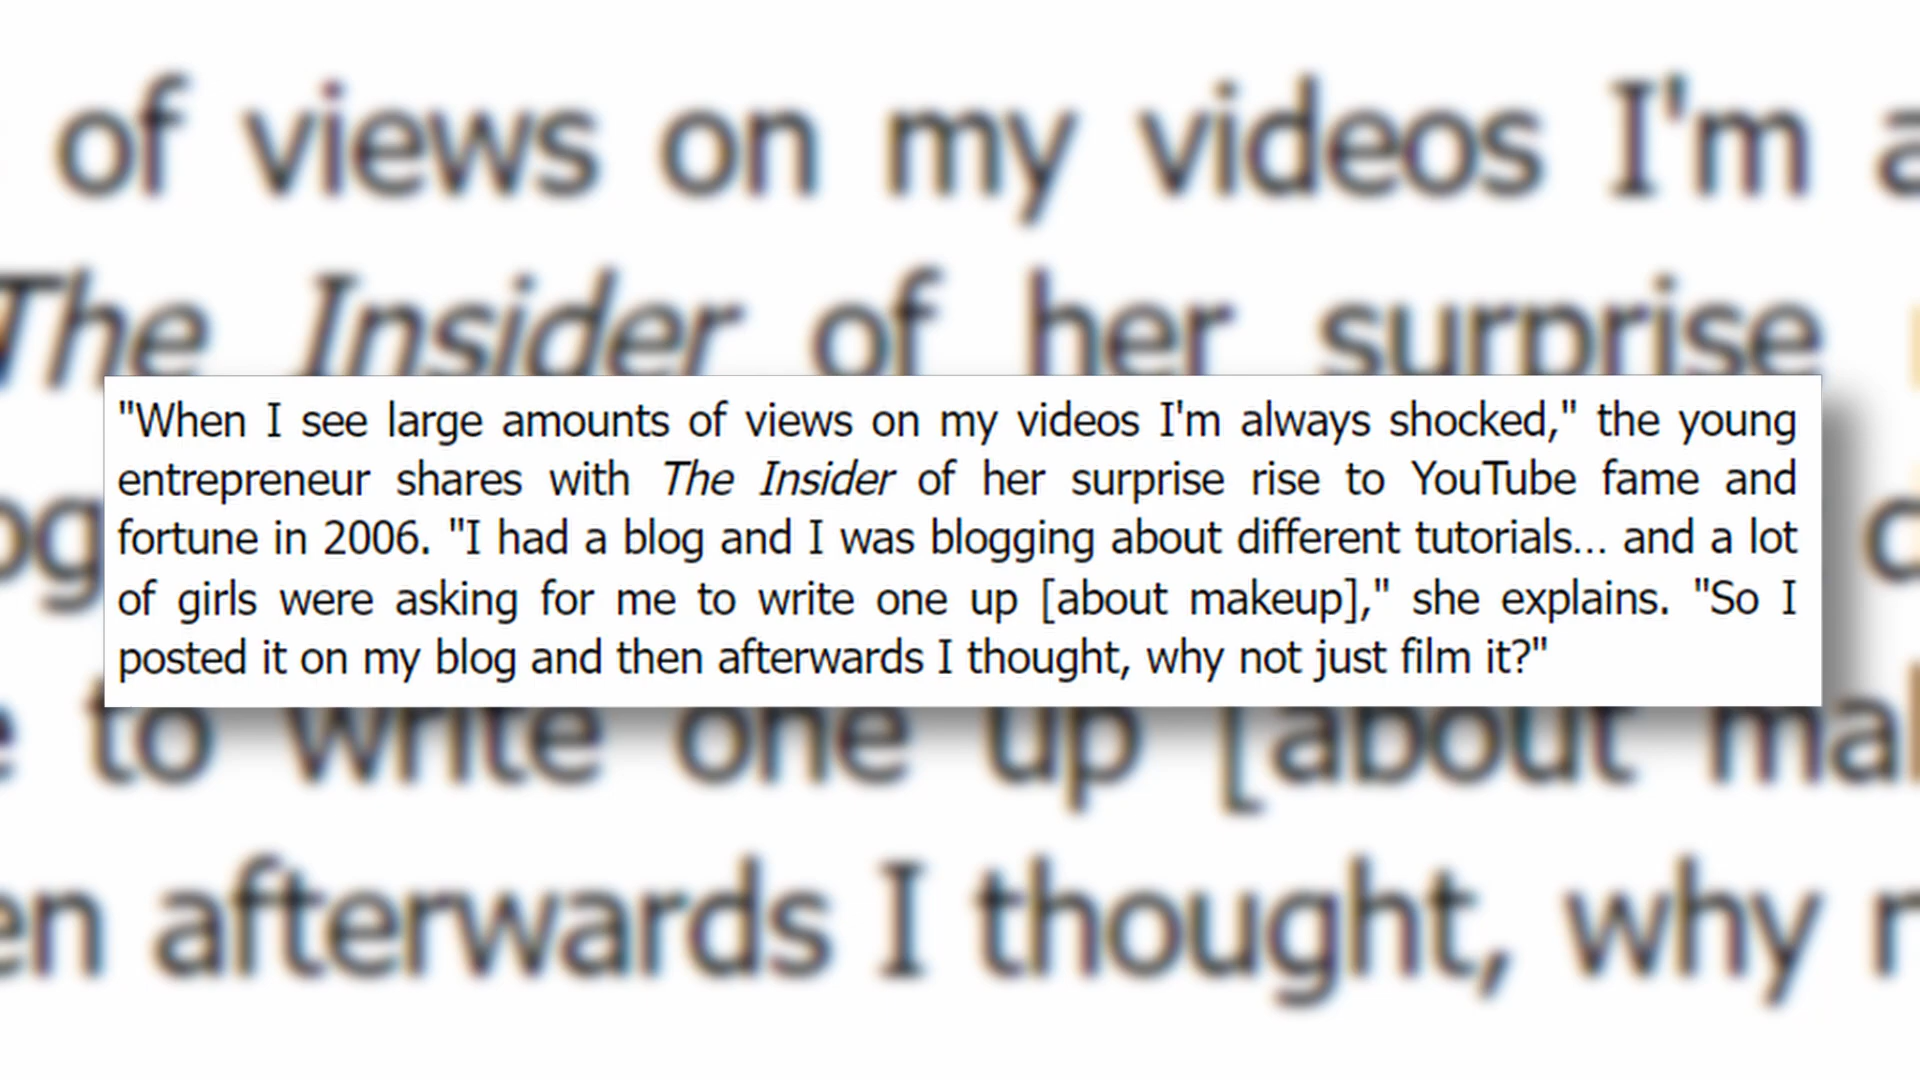 of views on my videos I'm a
The Insider of her surprise
"When I see large amounts of views on my videos I'm always shocked," the young
entrepreneur shares with The Insider of her surprise rise to YouTube fame and
fortune in 2006. "I had a blog and I was blogging about different tutorials... and a lot
of girls were asking for me to write one up [about makeup]," she explains. "So I
posted it on my blog and then afterwards I thought, why not just film it?"
to write one up [about mak
en afterwards I thought, why n